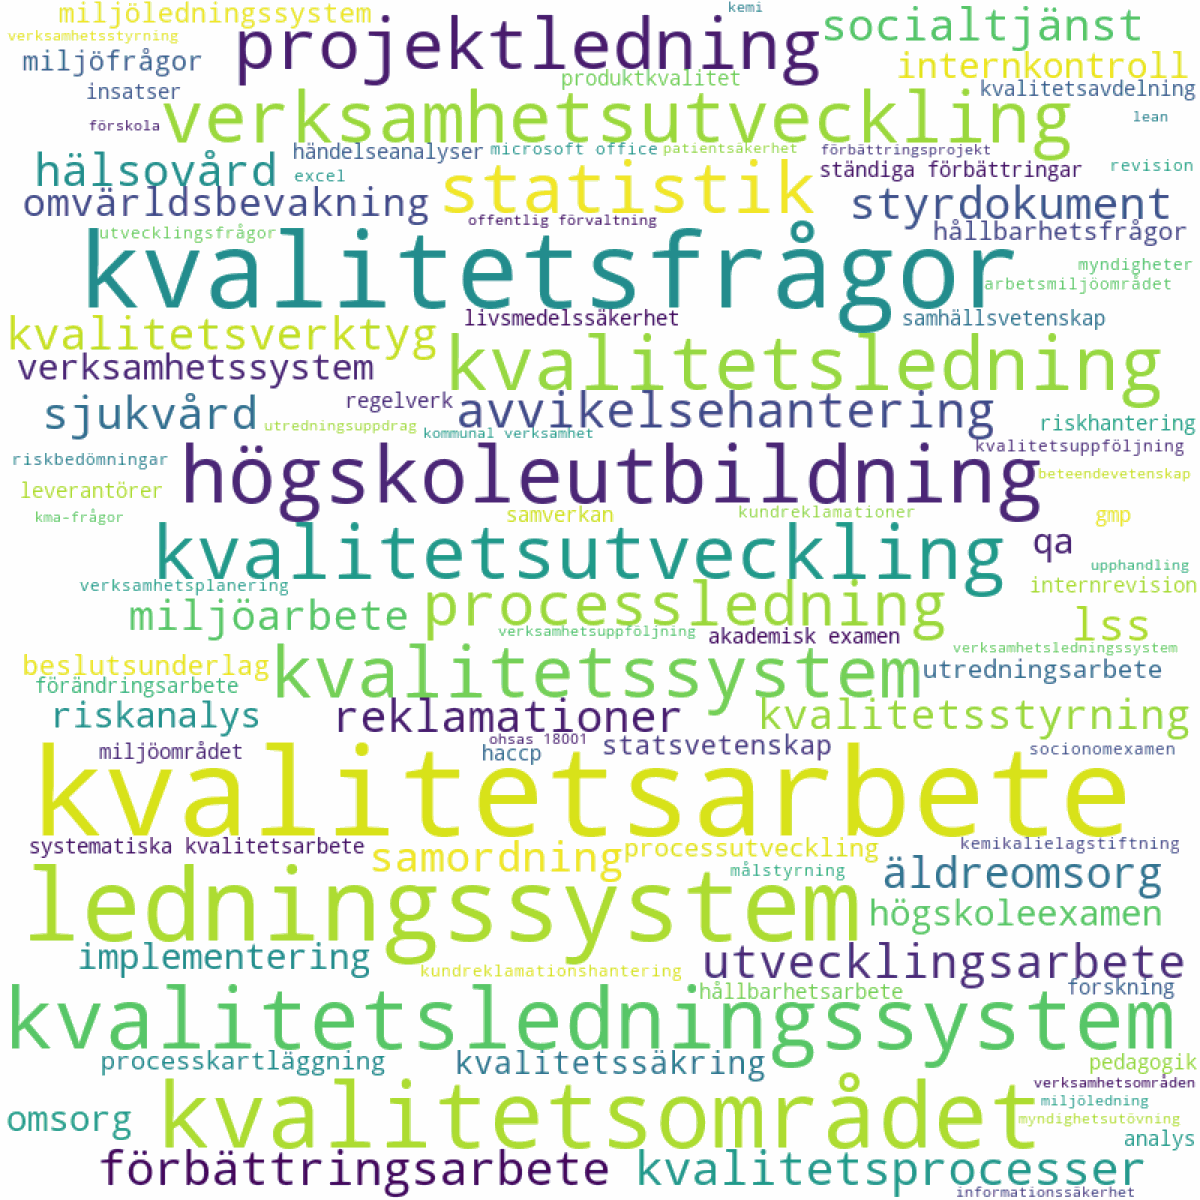 miljöledningssystem
kemi
verksamhetsstyrning
projektledning
socialtjänst
miljöfrågor
internkontroll
produktkvalitet
insatser
kvalitetsavdelning
verksamhetsutveckling
lean
förskola
händelseanalyser
microsoft office
patientsäkerhet
förbättringsprojekt
hälsovård
excel
statistik
ständiga förbättringar
revision
omvärldsbevakning
styrdokument
offentlig förvaltning
utvecklingsfrågor
hållbarhetsfrågor
kvalitetsfrågor
myndigheter
arbetsmiljöområdet
kvalitetsverktyg
livsmedelssäkerhet
samhällsvetenskap
verksamhetssystem
kvalitetsledning
sjukvård
regelverk
avvikelsehantering
riskhantering
utredningsuppdrag
kommunal verksamhet
kvalitetsuppföljning
riskbedömningar
högskoleutbildning
beteendevetenskap
leverantörer
kma-frågor
samverkan
kundreklamationer
gmp
kvalitetsutveckling
qa
upphandling
verksamhetsplanering
internrevision
miljöarbete
processledning
lss
verksamhetsuppföljning
akademisk examen
verksamhetsledningssystem
beslutsunderlag
kvalitetssystem
utredningsarbete
förändringsarbete
riskanalys
reklamationer
kvalitetsstyrning
miljöområdet
ohsas 18001
haccp
statsvetenskap
socionomexamen
kvalitetsarbete
systematiska kvalitetsarbete
samordning
processutveckling
kemikalielagstiftning
målstyrning
äldreomsorg
ledningssystem
högskoleexamen
implementering
kundreklamationshantering
utvecklingsarbete
hållbarhetsarbete
forskning
kvalitetsledningssystem
processkartläggning
kvalitetssäkring
pedagogik
verksamhetsområden
kvalitetsområdet
miljöledning
omsorg
myndighetsutövning
analys
förbättringsarbete
kvalitetsprocesser
informationssäkerhet